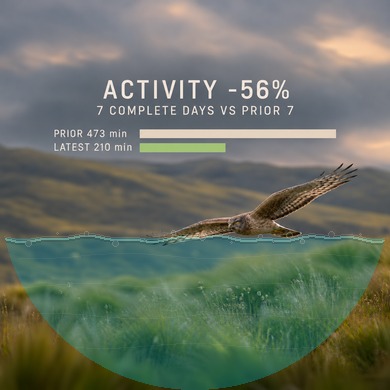 ACTIVITY -56%
7 COMPLETE DAYS VS PRIOR 7
PRIOR 473 min
LATEST 210 min